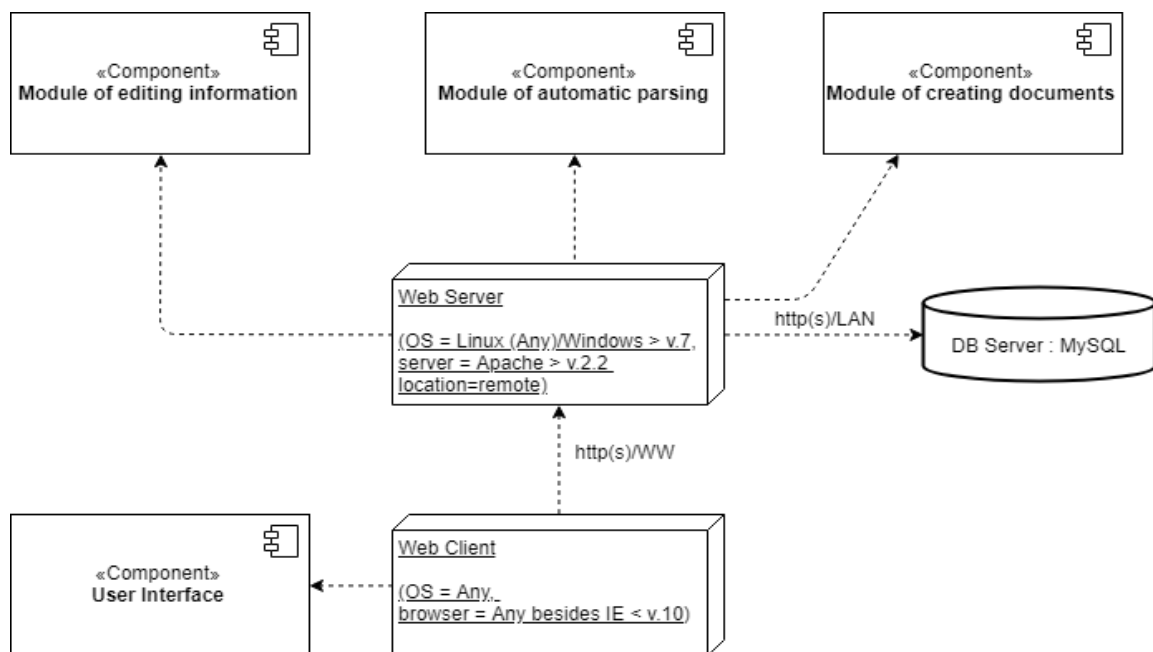 «Component»
Module of editing information
«Component»
Module of automatic parsing
«Component»
Module of creating documents
Web Server
(OS = Linux (Any)/Windows > v.7,
server = Apache > v.2.2
location=remote)
http(s)/LAN
DB Server : MySQL
http(s)/WW
«Component»
User Interface
Web Client
(OS = Any,
browser = Any besides IE < v.10)